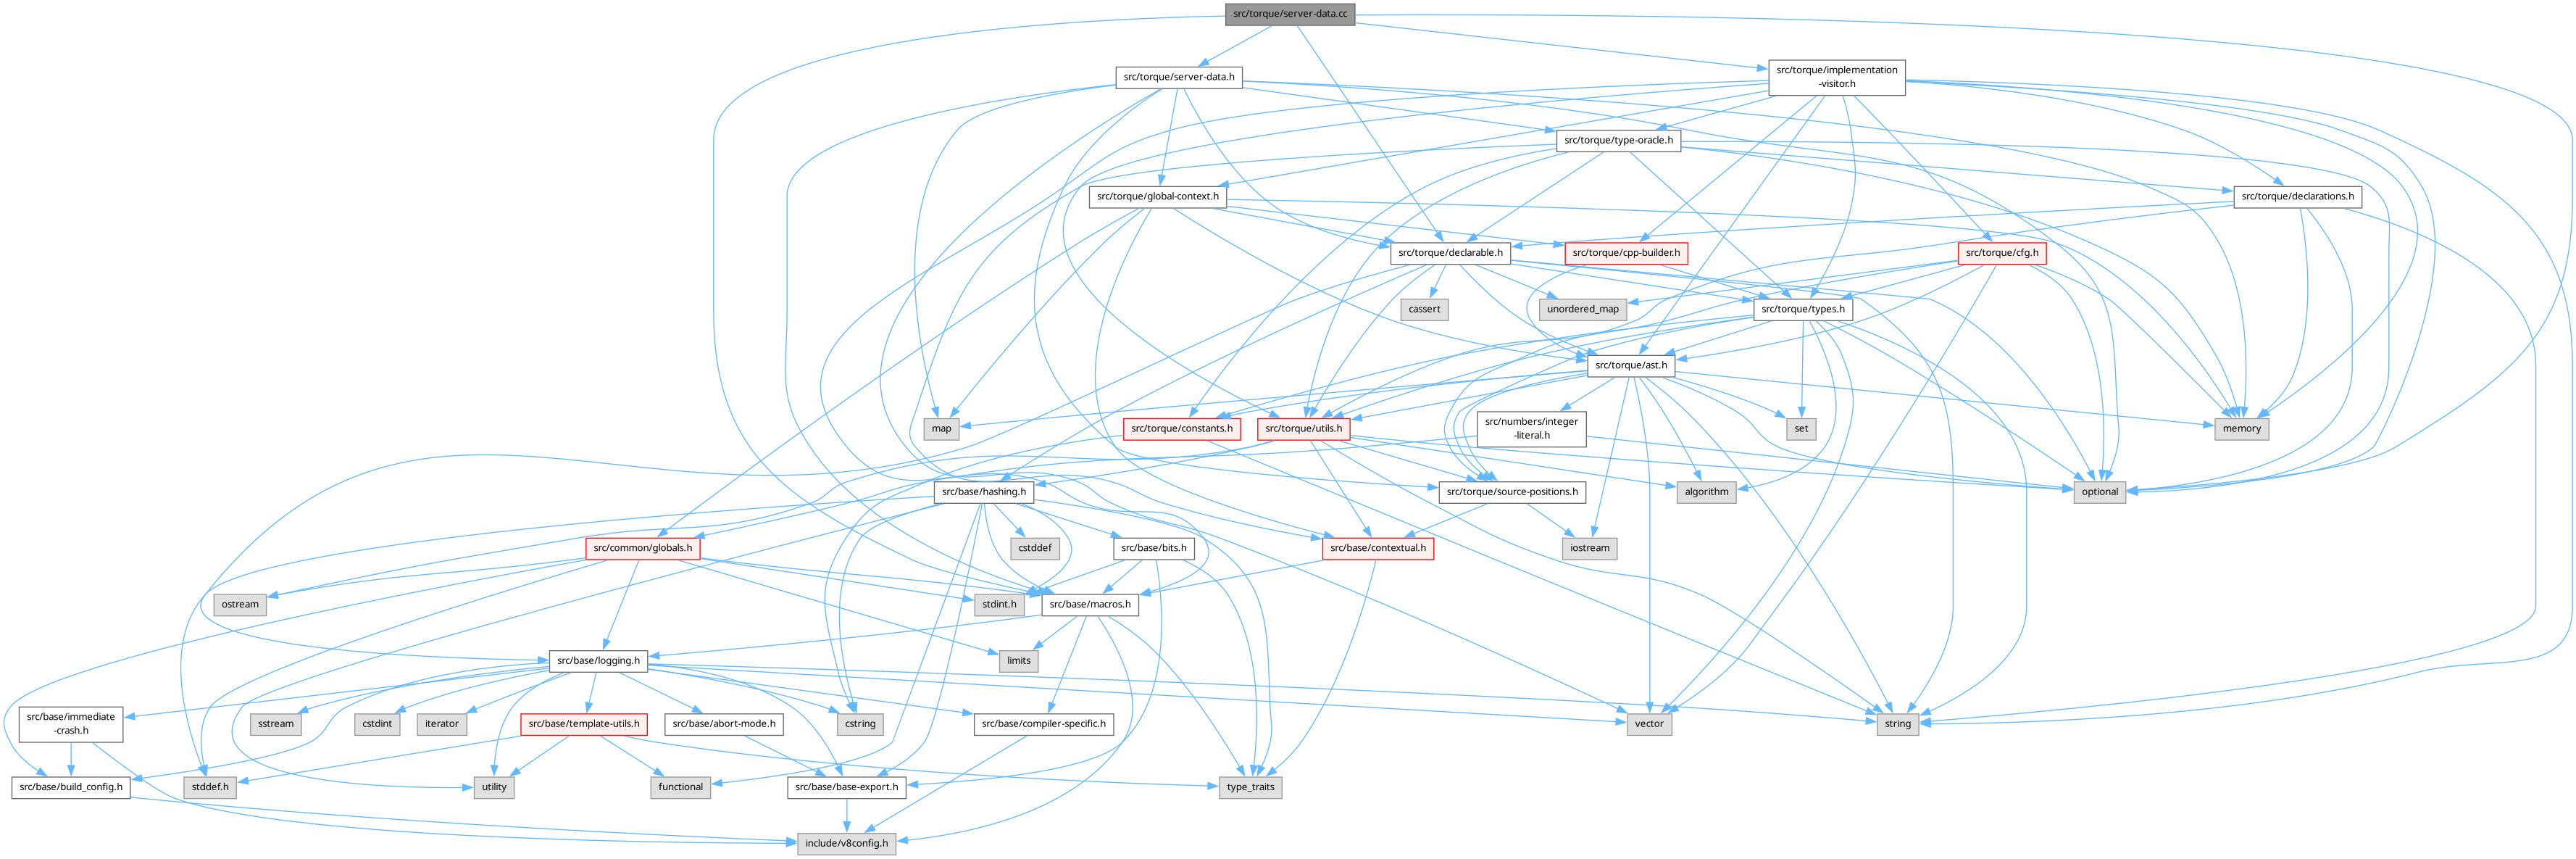 src/torque/server-data.cc
src/torque/server-data.h
src/torque/implementation
-visitor.h
src/torque/type-oracle.h
src/torque/global-context.h
src/torque/declarations.h
src/torque/declarable.h
src/torque/cpp-builder.h
src/torque/cfg.h
cassert
unordered_map
src/torque/types.h
src/torque/ast.h
map
src/torque/constants.h
src/torque/utils.h
src/numbers/integer
-literal.h
set
memory
src/base/hashing.h
src/torque/source-positions.h
algorithm
optional
src/common/globals.h
cstddef
src/base/bits.h
src/base/contextual.h
iostream
ostream
stdint.h
src/base/macros.h
src/base/logging.h
limits
src/base/immediate
-crash.h
sstream
cstdint
iterator
src/base/template-utils.h
src/base/abort-mode.h
cstring
src/base/compiler-specific.h
vector
string
src/base/build_config.h
stddef.h
utility
functional
src/base/base-export.h
type_traits
include/v8config.h